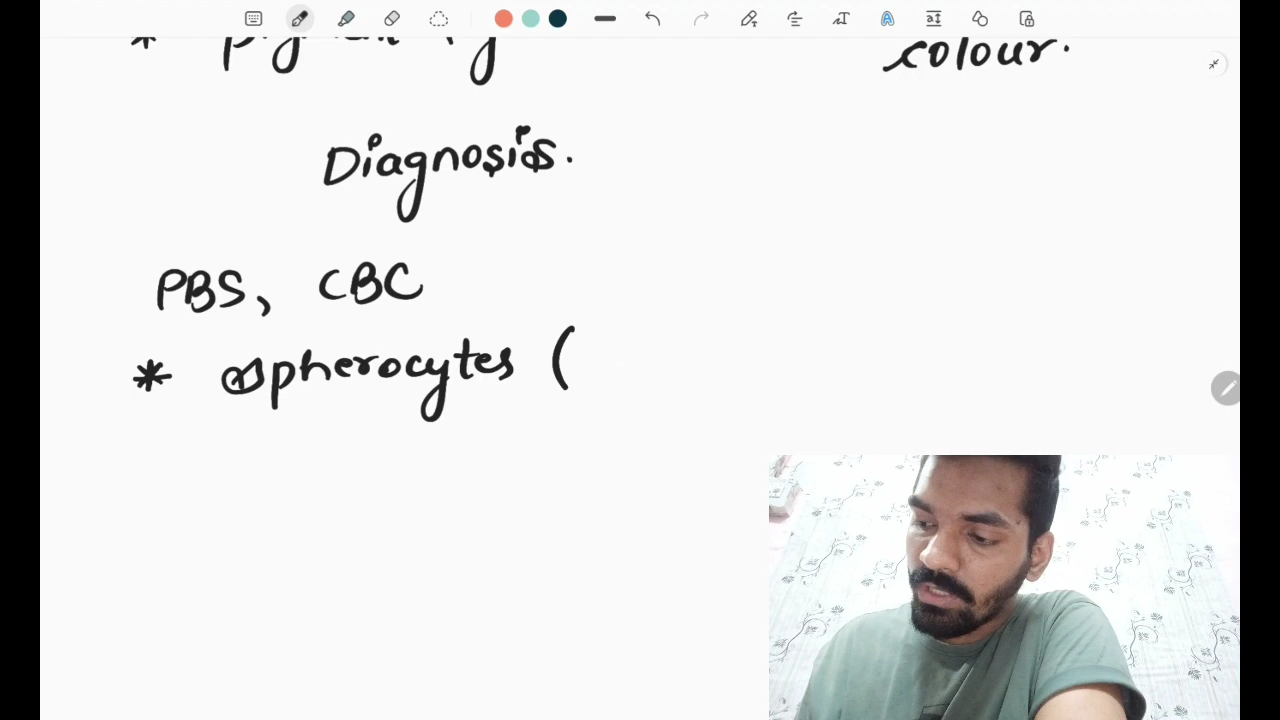 colour.
Diagnosis.
PBS, CBC
* spherocytes (